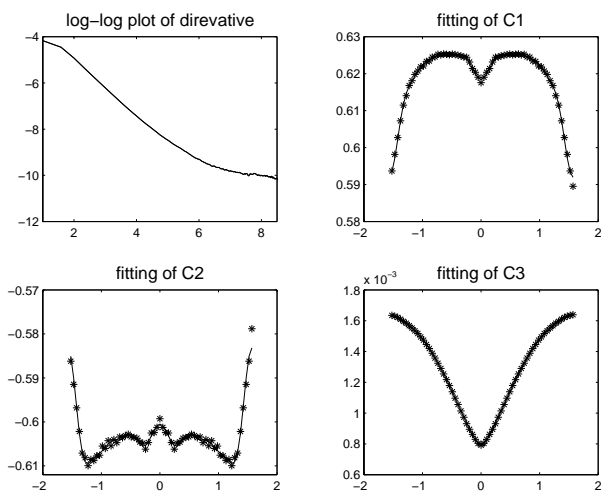 log−log plot of direvative
−4
−6
−8
−10
−12
2 4 6 8
fitting of C1
0.63
0.62
0.61
0.6
0.59
0.58
−2 −1 0 1 2
fitting of C2
−0.57
−0.58
−0.59
−0.6
−0.61
−2 −1 0 1 2
fitting of C3
x 10⁻³
1.8
1.6
1.4
1.2
1
0.8
0.6
−2 −1 0 1 2